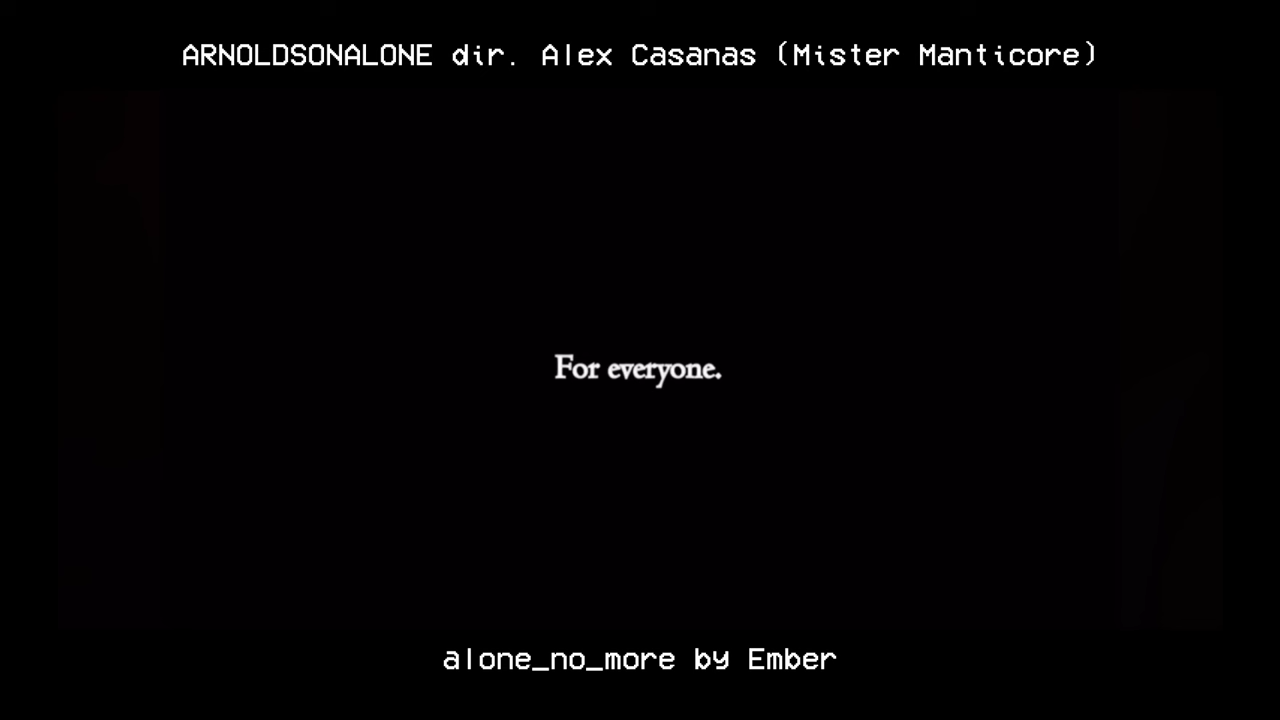 ARNOLDSONALONE dir. Alex Casanas (Mister Manticore)
For everyone.
alone_no_more by Ember